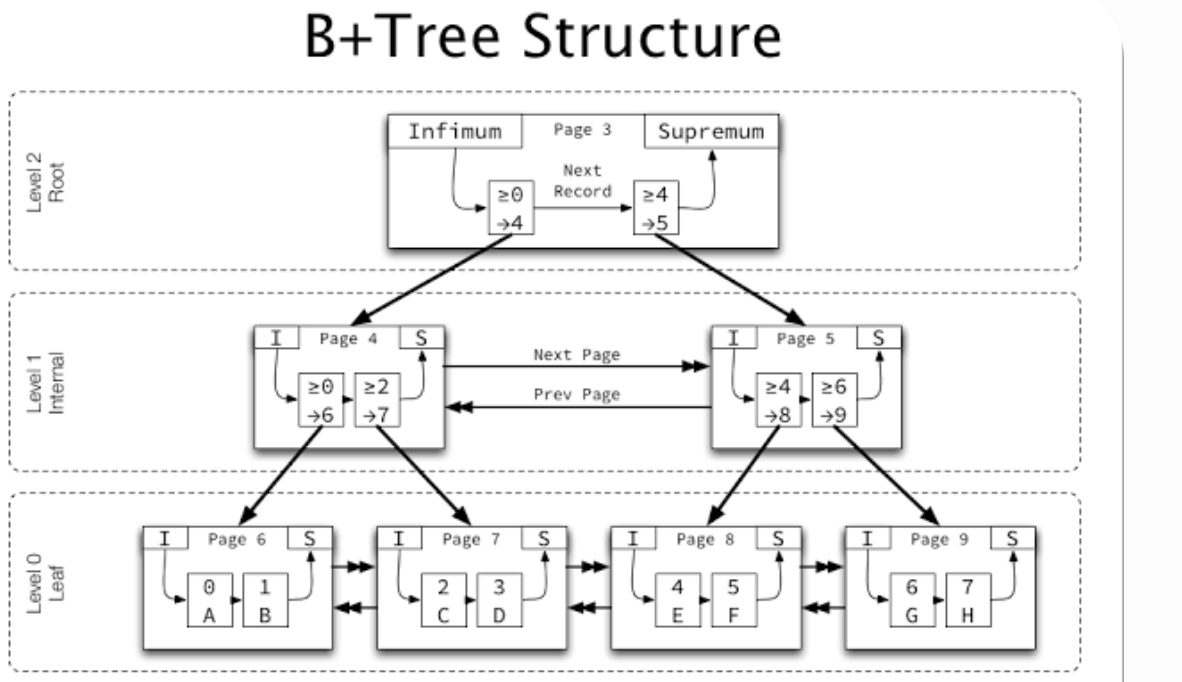 B+Tree Structure
Level 2
Root
Infimum
Page 3
Supremum
Next
Record
≥0
→4
≥4
→5
Level 1
Internal
I
Page 4
S
≥0
→6
≥2
→7
Next Page
Prev Page
I
Page 5
S
≥4
→8
≥6
→9
Level 0
Leaf
I
Page 6
S
0
A
1
B
I
Page 7
S
2
C
3
D
I
Page 8
S
4
E
5
F
I
Page 9
S
6
G
7
H